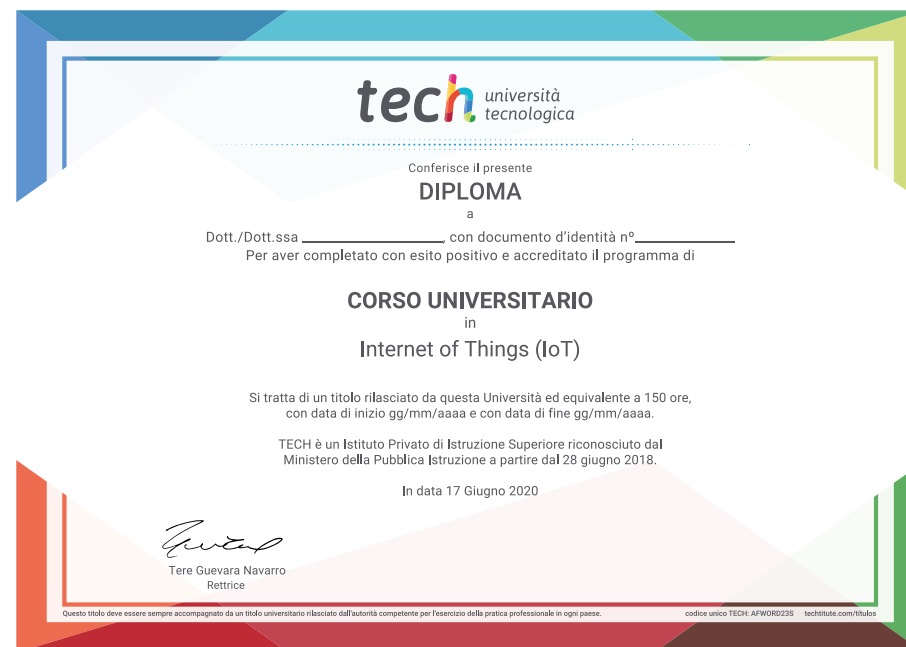 tech università
tecnologica
Conferisce il presente
DIPLOMA
a
Dott./Dott.ssa ____________________, con documento d'identità nº______________
Per aver completato con esito positivo e accreditato il programma di
CORSO UNIVERSITARIO
in
Internet of Things (IoT)
Si tratta di un titolo rilasciato da questa Università ed equivalente a 150 ore,
con data di inizio gg/mm/aaaa e con data di fine gg/mm/aaaa.
TECH è un Istituto Privato di Istruzione Superiore riconosciuto dal
Ministero della Pubblica Istruzione a partire dal 28 giugno 2018.
In data 17 Giugno 2020
Tere Guevara Navarro
Rettrice
Questo titolo deve essere sempre accompagnato da un titolo universitario rilasciato dall'autorità competente per l'esercizio della pratica professionale in ogni paese. codice unico TECH: AFWORD23S techtitute.com/títulos